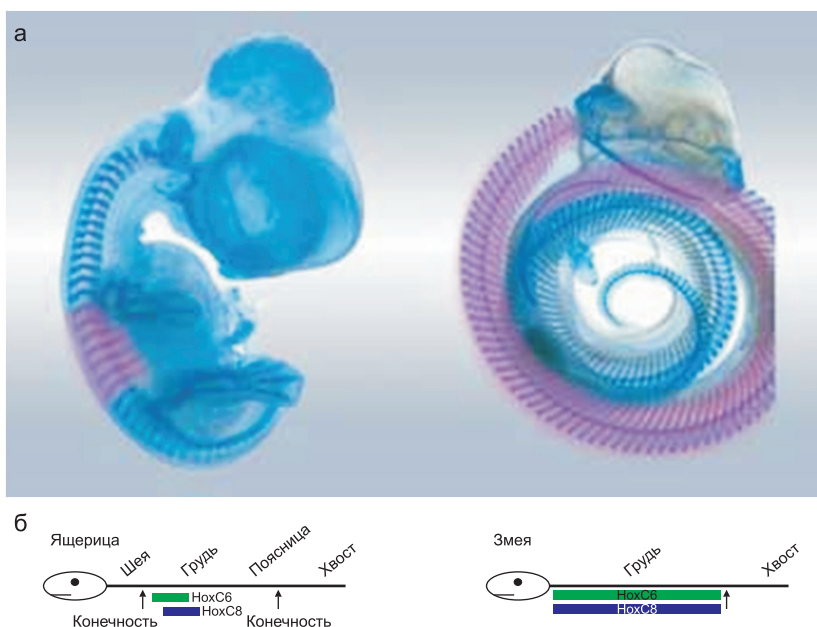 а
б
Ящерица
Шея
Грудь
Поясница
Хвост
HoxC6
HoxC8
Конечность
Конечность
Змея
Грудь
Хвост
HoxC6
HoxC8